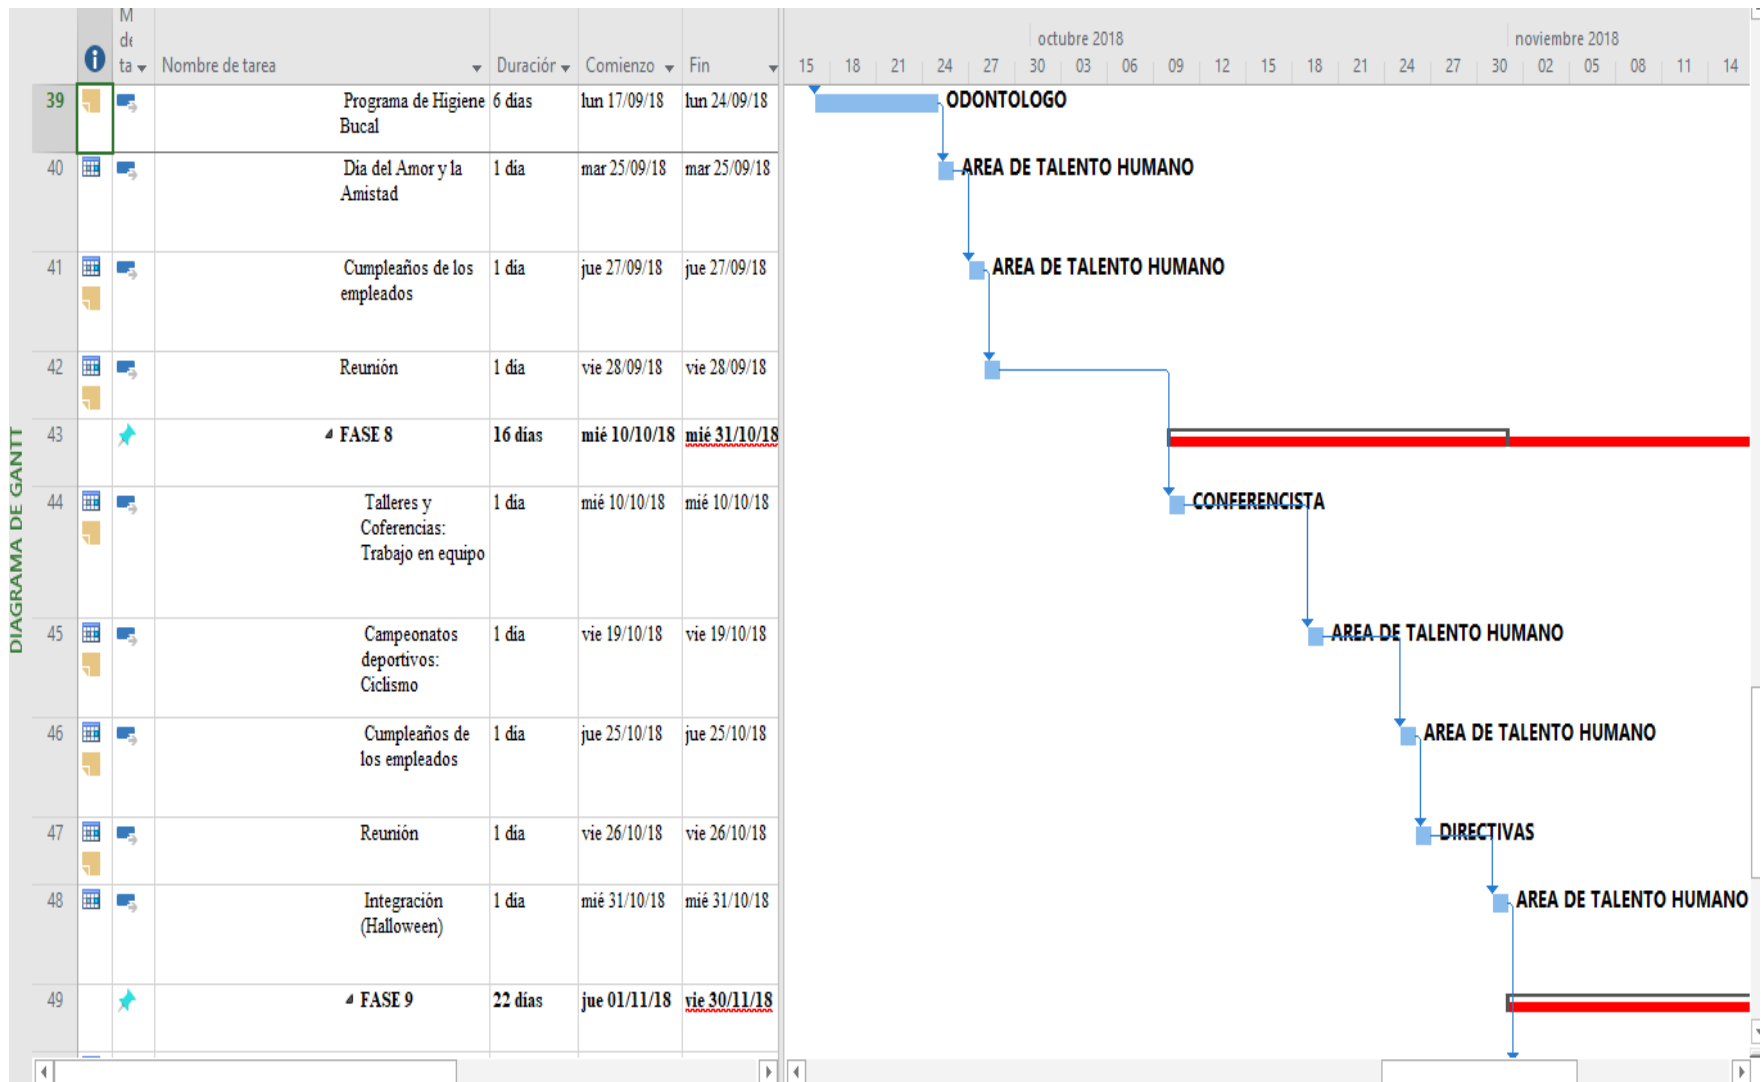 M
de
ta
Nombre de tarea
Duración
Comienzo
Fin
octubre 2018
noviembre 2018
15 18 21 24 27 30 03 06 09 12 15 18 21 24 27 30 02 05 08 11 14
DIAGRAMA DE GANTT
39 Programa de Higiene Bucal 6 días lun 17/09/18 lun 24/09/18 ODONTOLOGO
40 Día del Amor y la Amistad 1 día mar 25/09/18 mar 25/09/18 AREA DE TALENTO HUMANO
41 Cumpleaños de los empleados 1 día jue 27/09/18 jue 27/09/18 AREA DE TALENTO HUMANO
42 Reunión 1 día vie 28/09/18 vie 28/09/18
43 FASE 8 16 días mié 10/10/18 mié 31/10/18
44 Talleres y Coferencias: Trabajo en equipo 1 día mié 10/10/18 mié 10/10/18 CONFERENCISTA
45 Campeonatos deportivos: Ciclismo 1 día vie 19/10/18 vie 19/10/18 AREA DE TALENTO HUMANO
46 Cumpleaños de los empleados 1 día jue 25/10/18 jue 25/10/18 AREA DE TALENTO HUMANO
47 Reunión 1 día vie 26/10/18 vie 26/10/18 DIRECTIVAS
48 Integración (Halloween) 1 día mié 31/10/18 mié 31/10/18 AREA DE TALENTO HUMANO
49 FASE 9 22 días jue 01/11/18 vie 30/11/18